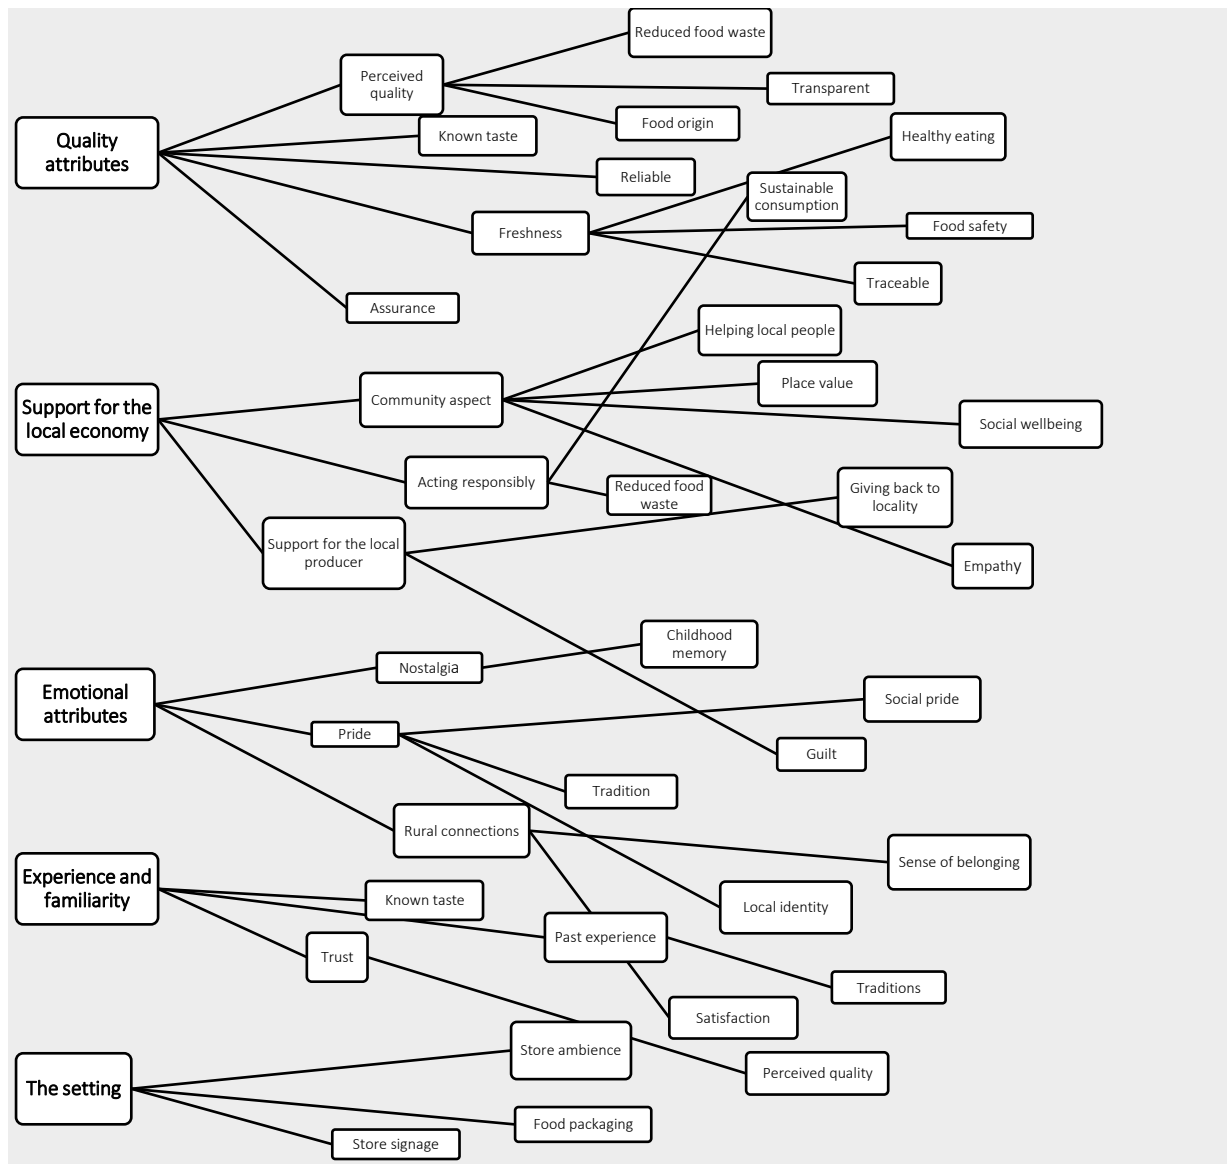 Reduced food waste
Perceived
quality
Transparent
Food origin
Known taste
Healthy eating
Quality
attributes
Reliable
Sustainable
consumption
Freshness
Food safety
Traceable
Assurance
Helping local people
Place value
Community aspect
Social wellbeing
Support for the
local economy
Acting responsibly
Reduced food
waste
Giving back to
locality
Support for the local
producer
Empathy
Childhood
memory
Nostalgia
Emotional
attributes
Social pride
Pride
Guilt
Tradition
Rural connections
Sense of belonging
Experience and
familiarity
Known taste
Local identity
Past experience
Trust
Traditions
Satisfaction
Store ambience
Perceived quality
The setting
Food packaging
Store signage